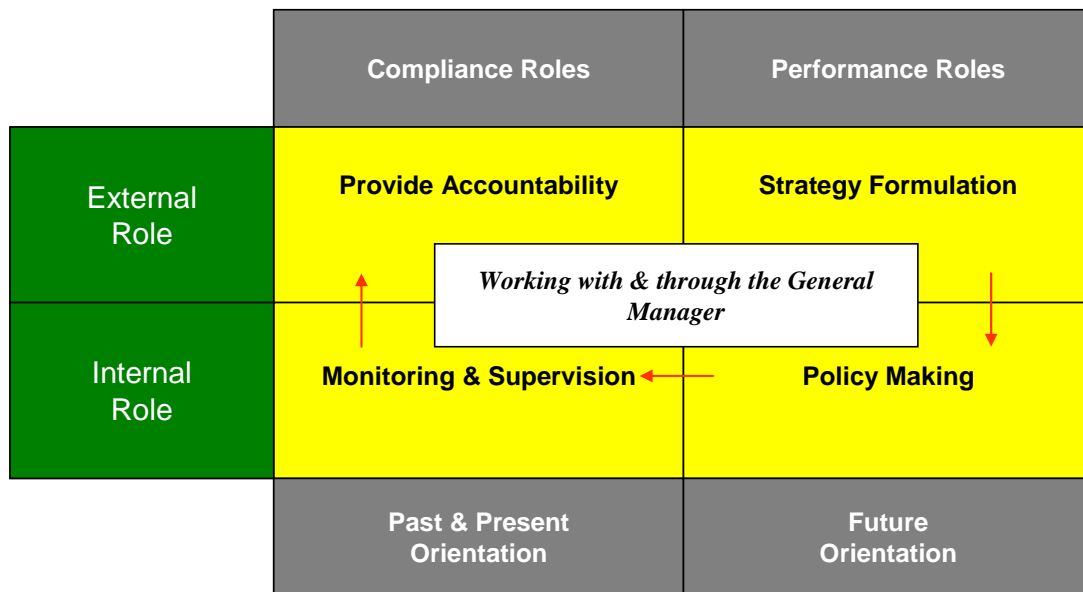 Compliance Roles
Performance Roles
External
Role
Provide Accountability
Strategy Formulation
Working with & through the General
Manager
Internal
Role
Monitoring & Supervision
Policy Making
Past & Present
Orientation
Future
Orientation